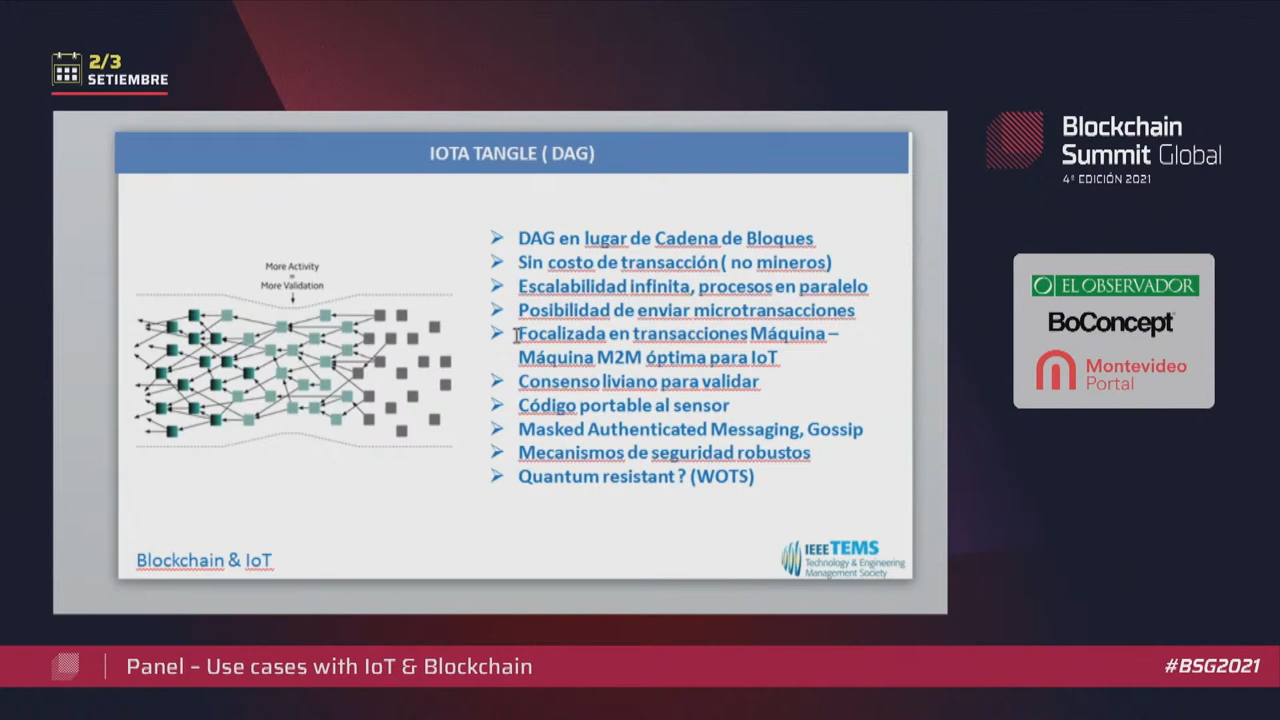 2/3
SETIEMBRE
IOTA TANGLE ( DAG)
More Activity
=
More Validation
➢ DAG en lugar de Cadena de Bloques
➢ Sin costo de transacción ( no mineros)
➢ Escalabilidad infinita, procesos en paralelo
➢ Posibilidad de enviar microtransacciones
➢ Focalizada en transacciones Máquina –
Máquina M2M óptima para IoT
➢ Consenso liviano para validar
➢ Código portable al sensor
➢ Masked Authenticated Messaging, Gossip
➢ Mecanismos de seguridad robustos
➢ Quantum resistant ? (WOTS)
Blockchain & IoT
IEEE TEMS
Technology & Engineering
Management Society
Blockchain
Summit Global
4ª EDICIÓN 2021
EL OBSERVADOR
BoConcept
Montevideo
Portal
Panel – Use cases with IoT & Blockchain
#BSG2021